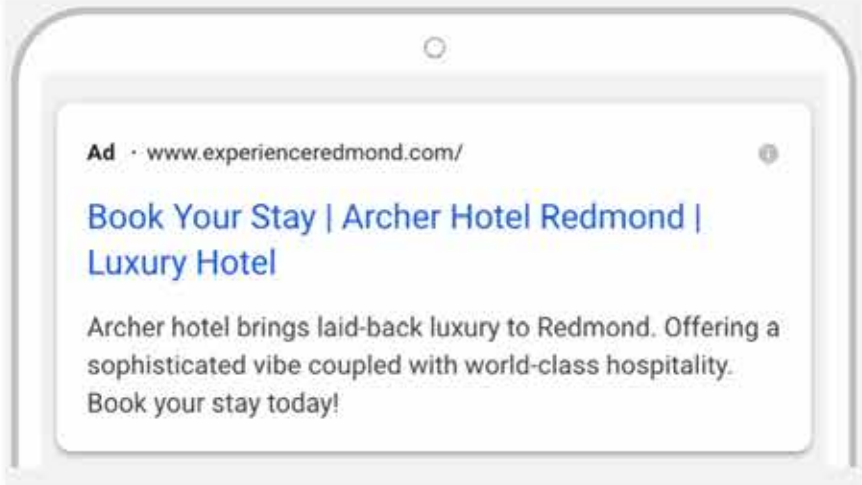 Ad · www.experienceredmond.com/
Book Your Stay | Archer Hotel Redmond |
Luxury Hotel
Archer hotel brings laid-back luxury to Redmond. Offering a
sophisticated vibe coupled with world-class hospitality.
Book your stay today!